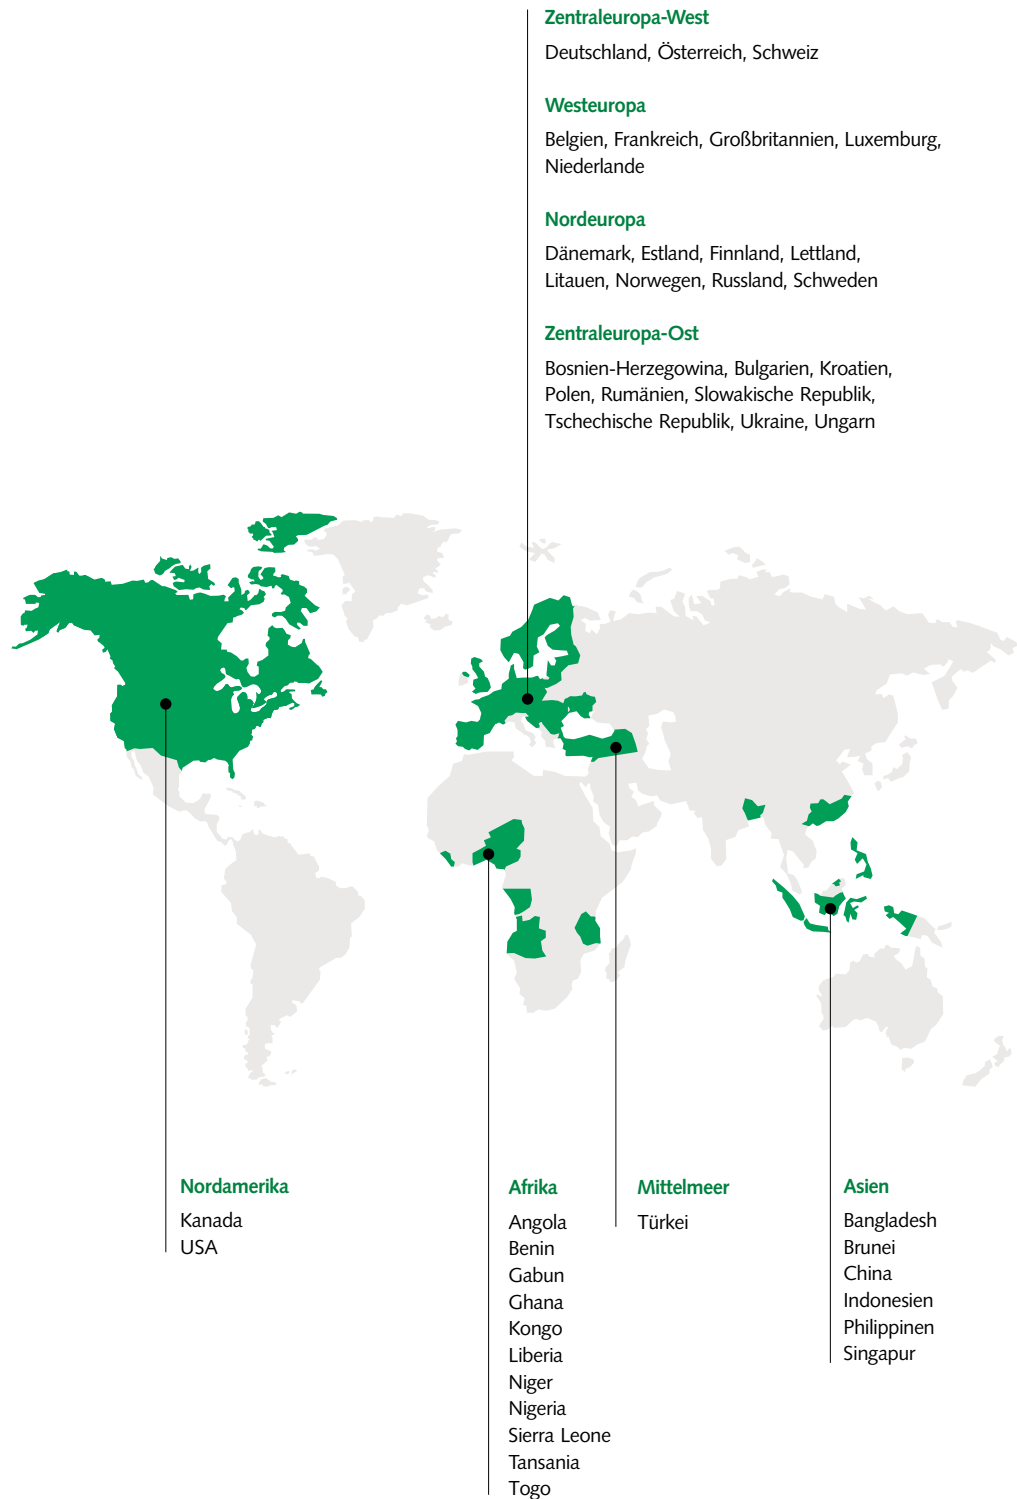 Zentraleuropa-West
Deutschland, Österreich, Schweiz
Westeuropa
Belgien, Frankreich, Großbritannien, Luxemburg,
Niederlande
Nordeuropa
Dänemark, Estland, Finnland, Lettland,
Litauen, Norwegen, Russland, Schweden
Zentraleuropa-Ost
Bosnien-Herzegowina, Bulgarien, Kroatien,
Polen, Rumänien, Slowakische Republik,
Tschechische Republik, Ukraine, Ungarn
Nordamerika
Kanada
USA
Afrika
Angola
Benin
Gabun
Ghana
Kongo
Liberia
Niger
Nigeria
Sierra Leone
Tansania
Togo
Mittelmeer
Türkei
Asien
Bangladesh
Brunei
China
Indonesien
Philippinen
Singapur